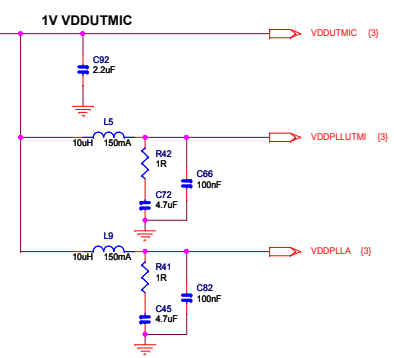 1V VDDUTMIC
VDDUTMIC {3}
C92
2.2uF
L5
10uH 150mA
VDDPLLUTMI {3}
R42
1R
C66
100nF
C72
4.7uF
L9
10uH 150mA
VDDPLLA {3}
R41
1R
C82
100nF
C45
4.7uF